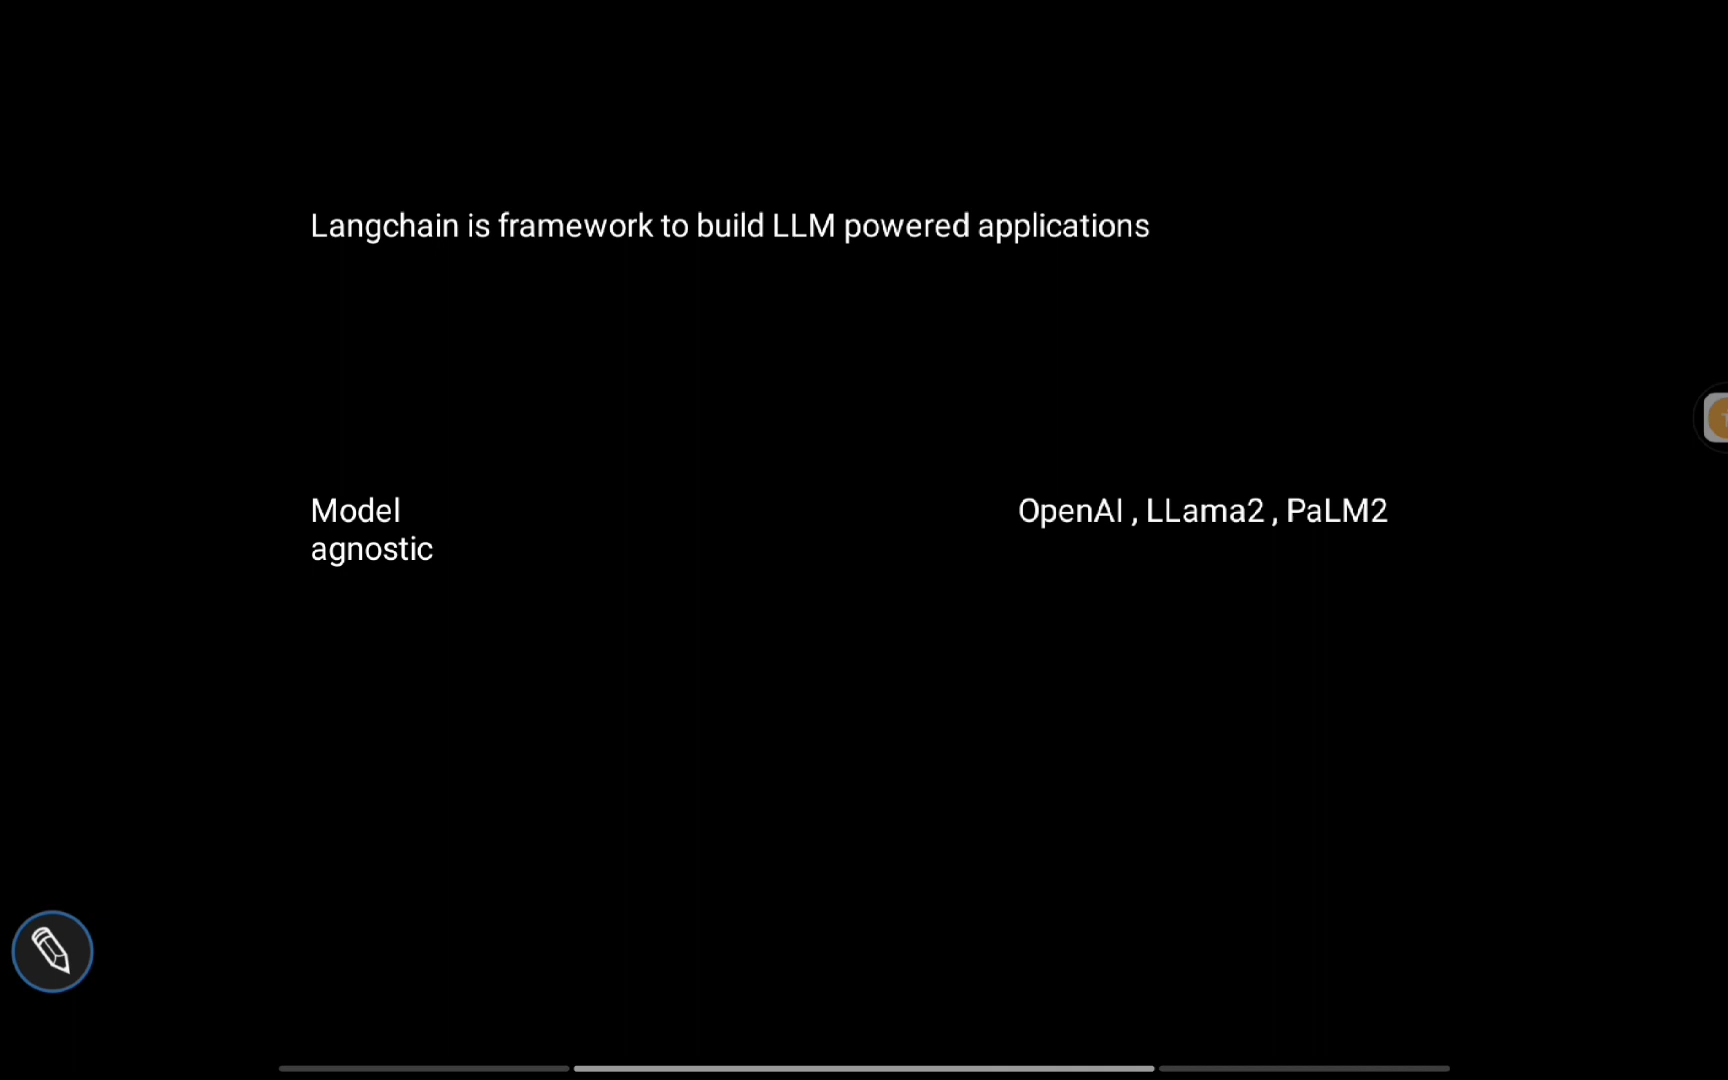 Langchain is framework to build LLM powered applications
Model
agnostic
OpenAI , LLama2 , PaLM2